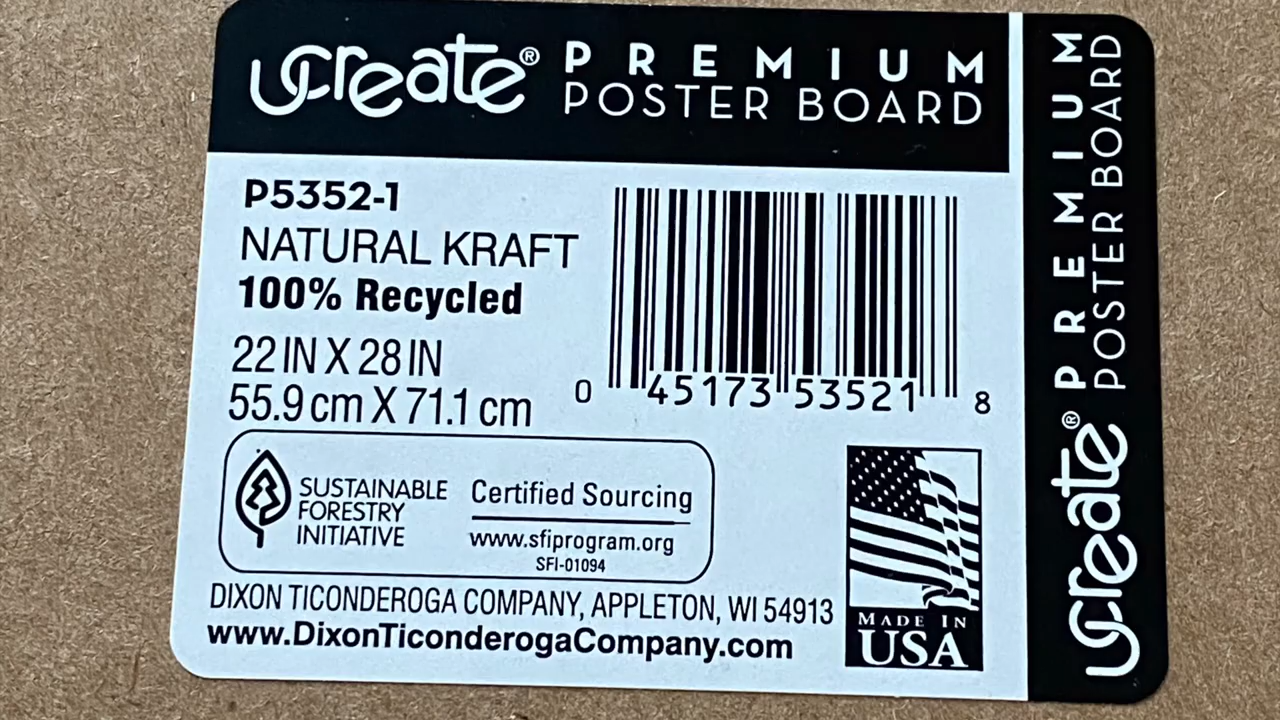 ucreate® PREMIUM
POSTER BOARD
P5352-1
NATURAL KRAFT
100% Recycled
22 IN X 28 IN
55.9 cm X 71.1 cm
0 45173 53521 8
SUSTAINABLE
FORESTRY
INITIATIVE
Certified Sourcing
www.sfiprogram.org
SFI-01094
DIXON TICONDEROGA COMPANY, APPLETON, WI 54913
www.DixonTiconderogaCompany.com
MADE IN
USA
ucreate® PREMIUM
POSTER BOARD